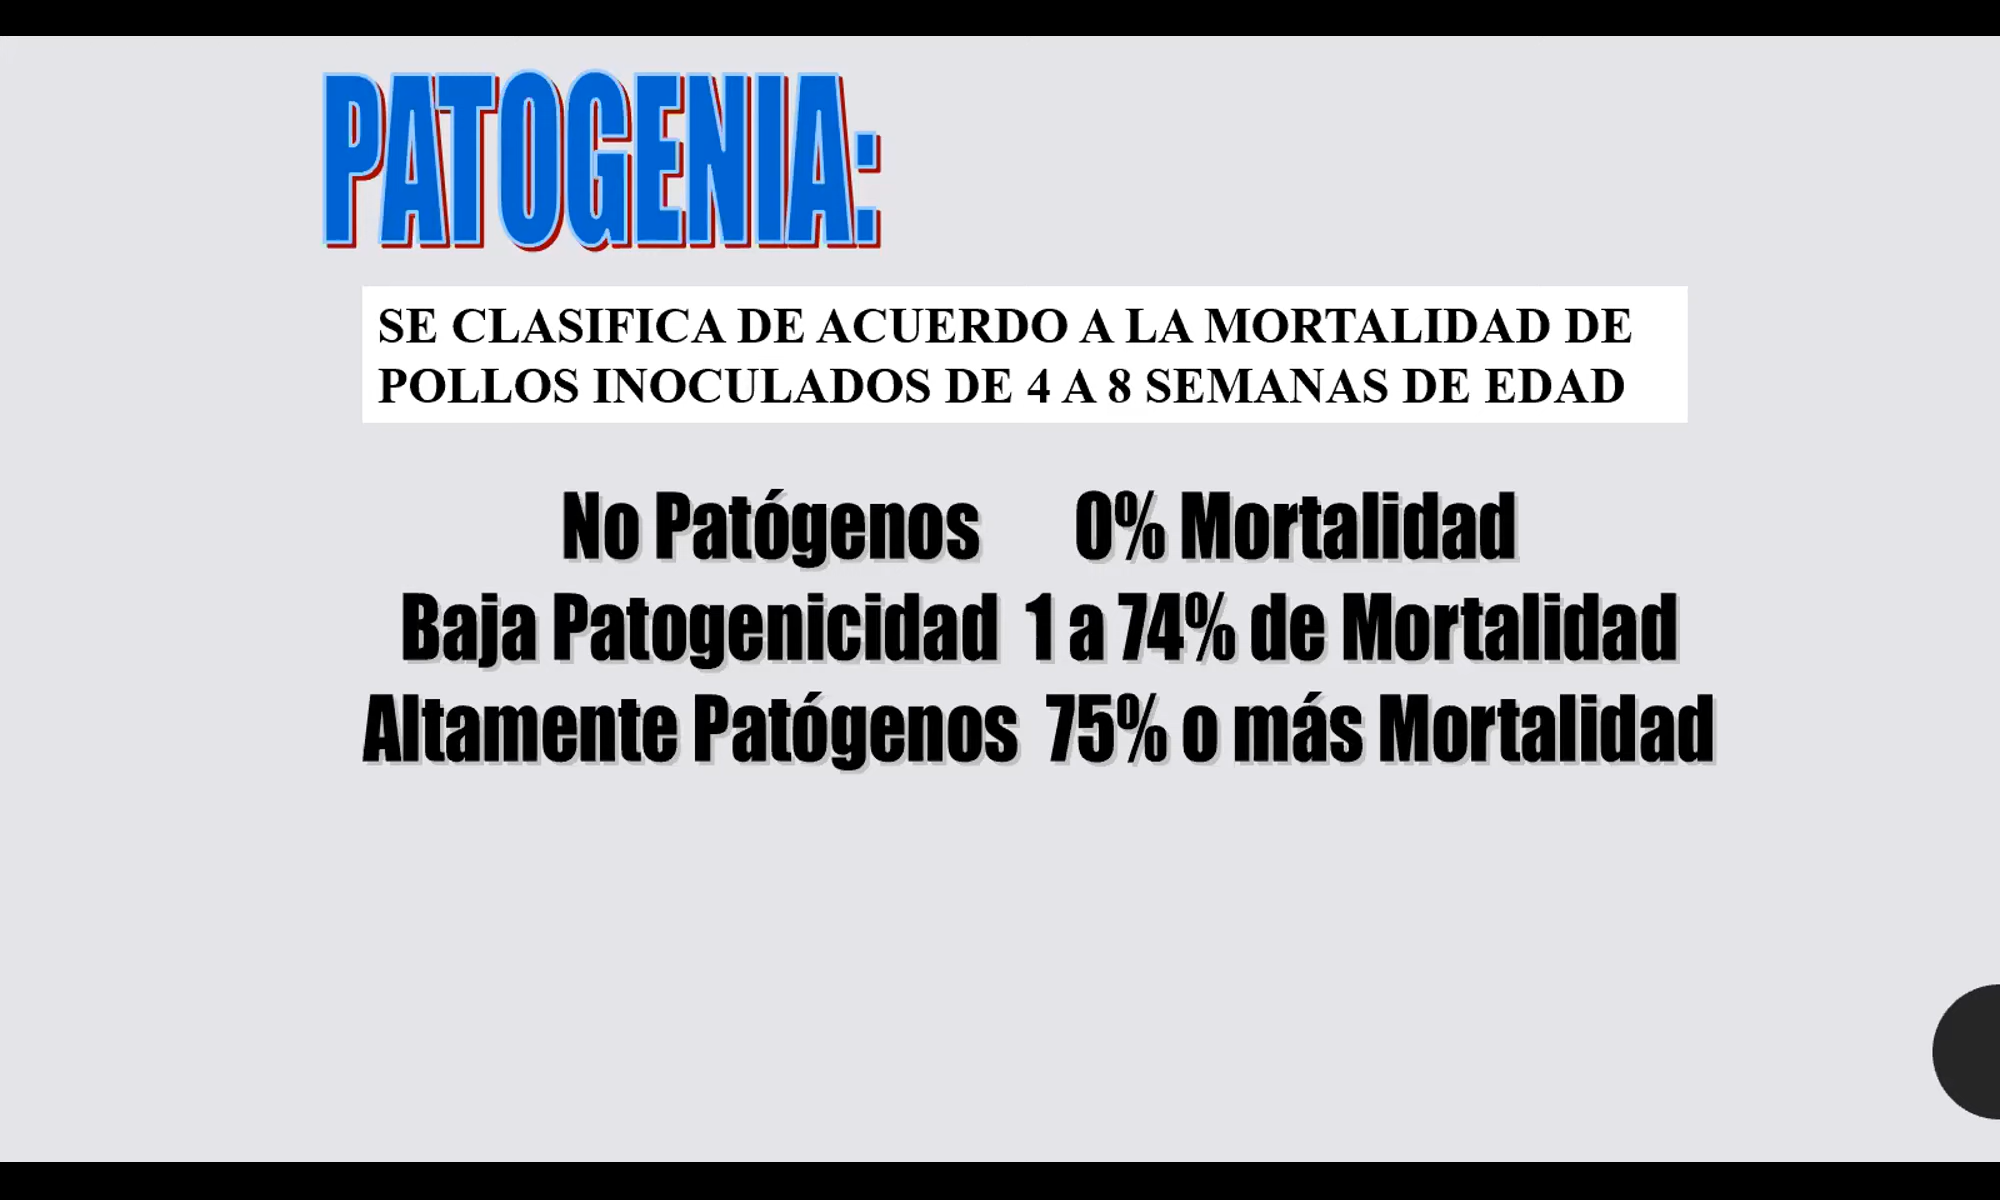 PATOGENIA:
SE CLASIFICA DE ACUERDO A LA MORTALIDAD DE
POLLOS INOCULADOS DE 4 A 8 SEMANAS DE EDAD
No Patógenos 0% Mortalidad
Baja Patogenicidad 1 a 74% de Mortalidad
Altamente Patógenos 75% o más Mortalidad